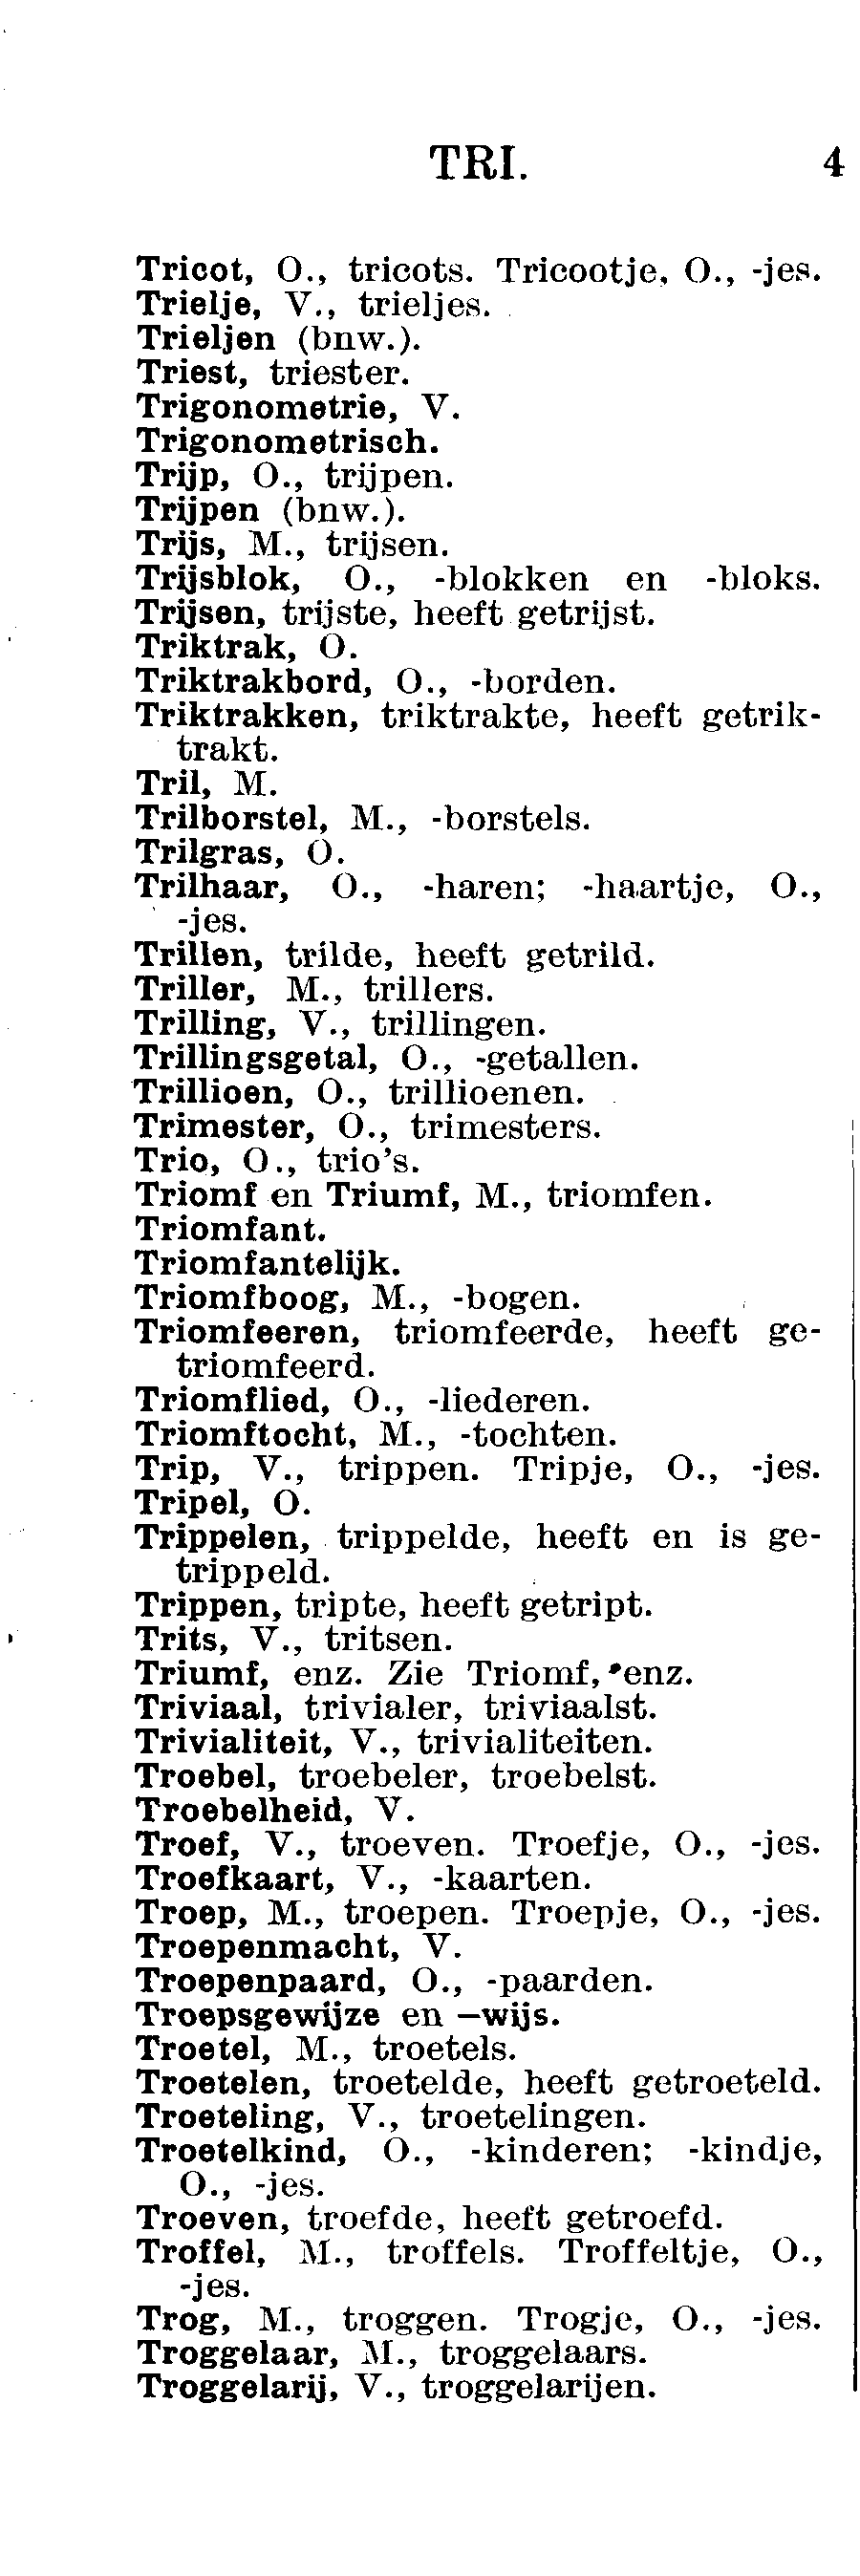 TRI. 4
Tricot, O., tricots. Tricootje, O., -jes.
Trielje, V., trieljes.
Trieljen (bnw.).
Triest, triester.
Trigonometrie, V.
Trigonometrisch.
Trijp, O., trijpen.
Trijpen (bnw.).
Trijs, M., trijsen.
Trijsblok, O., -blokken en -bloks.
Trijsen, trijste, heeft getrijst.
Triktrak, O.
Triktrakbord, O., -borden.
Triktrakken, triktrakte, heeft getrik-
trakt.
Tril, M.
Trilborstel, M., -borstels.
Trilgras, O.
Trilhaar, O., -haren; -haartje, O.,
-jes.
Trillen, trilde, heeft getrild.
Triller, M., trillers.
Trilling, V., trillingen.
Trillingsgetal, O., -getallen.
Trillioen, O., trillioenen.
Trimester, O., trimesters.
Trio, O., trio's.
Triomf en Triumf, M., triomfen.
Triomfant.
Triomfantelijk.
Triomfboog, M., -bogen.
Triomfeeren, triomfeerde, heeft ge-
triomfeerd.
Triomflied, O., -liederen.
Triomftocht, M., -tochten.
Trip, V., trippen. Tripje, O., -jes.
Tripel, O.
Trippelen, trippelde, heeft en is ge-
trippeld.
Trippen, tripte, heeft getript.
Trits, V., tritsen.
Triumf, enz. Zie Triomf, enz.
Triviaal, trivialer, triviaalst.
Trivialiteit, V., trivialiteiten.
Troebel, troebeler, troebelst.
Troebelheid, V.
Troef, V., troeven. Troefje, O., -jes.
Troefkaart, V., -kaarten.
Troep, M., troepen. Troepje, O., -jes.
Troepenmacht, V.
Troepenpaard, O., -paarden.
Troepsgewijze en —wijs.
Troetel, M., troetels.
Troetelen, troetelde, heeft getroeteld.
Troeteling, V., troetelingen.
Troetelkind, O., -kinderen; -kindje,
O., -jes.
Troeven, troefde, heeft getroefd.
Troffel, M., troffels. Troffeltje, O.,
-jes.
Trog, M., troggen. Trogje, O., -jes.
Troggelaar, M., troggelaars.
Troggelarij, V., troggelarijen.